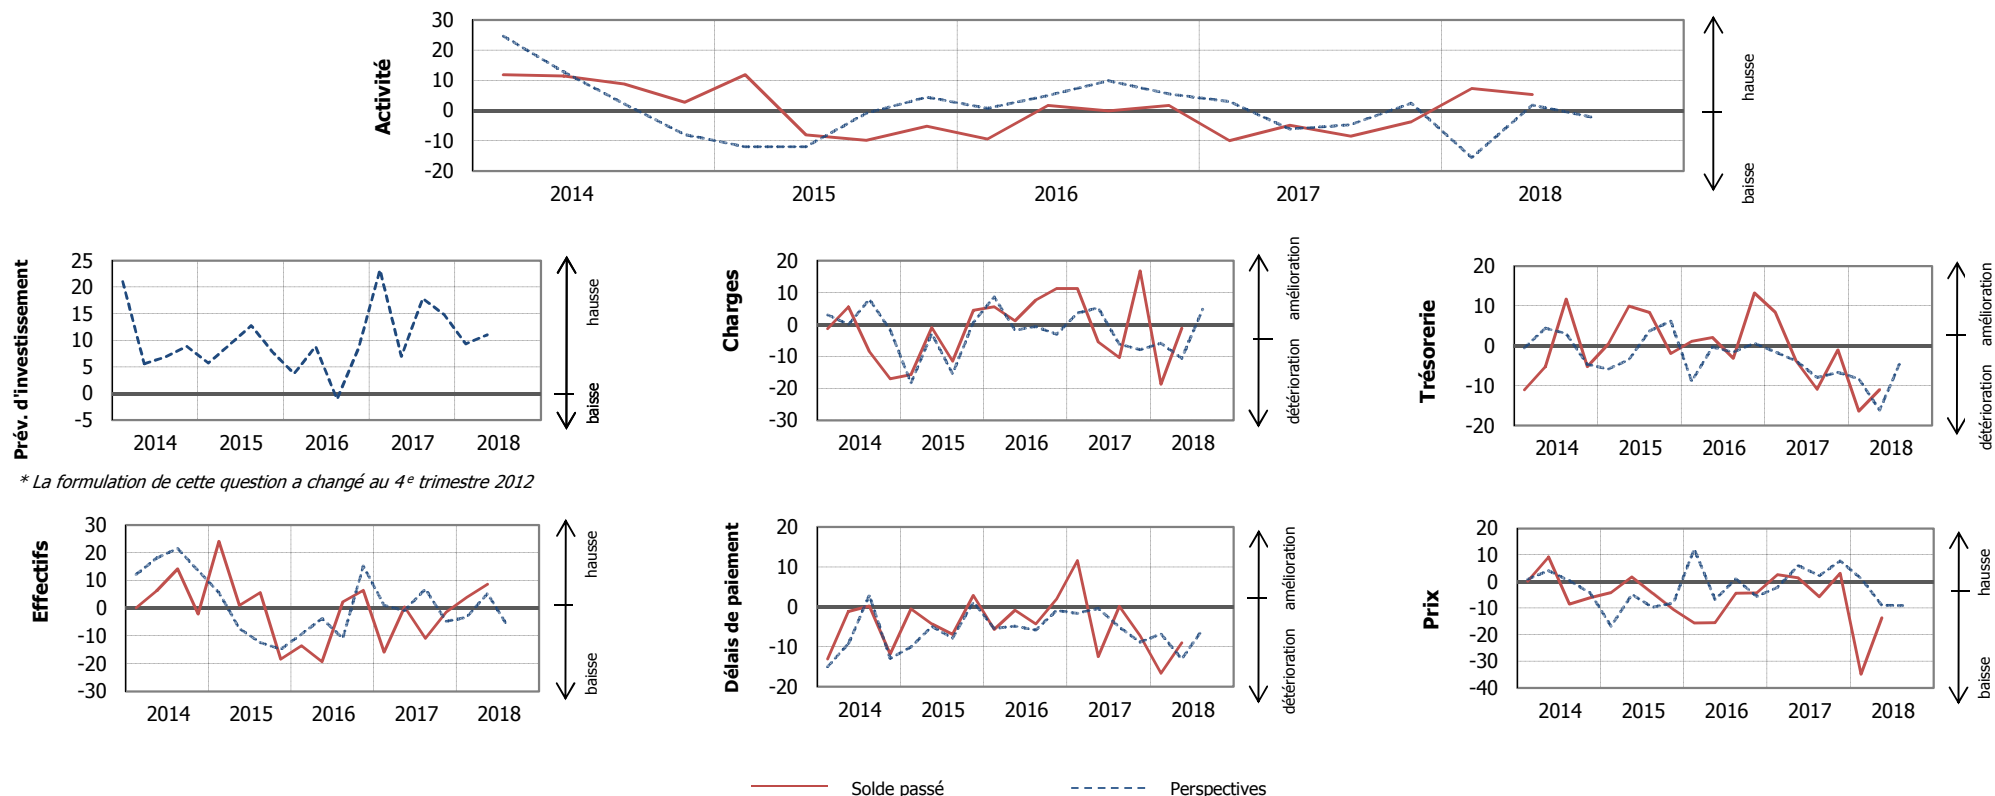 Activité
30
20
10
0
-10
-20
2014 2015 2016 2017 2018
hausse
baisse
Prév. d'investissement
25
20
15
10
5
0
-5
2014 2015 2016 2017 2018
hausse
baisse
* La formulation de cette question a changé au 4e trimestre 2012
Charges
20
10
0
-10
-20
-30
2014 2015 2016 2017 2018
amélioration
détérioration
Trésorerie
20
10
0
-10
-20
2014 2015 2016 2017 2018
amélioration
détérioration
Effectifs
30
20
10
0
-10
-20
-30
2014 2015 2016 2017 2018
hausse
baisse
Délais de paiement
20
10
0
-10
-20
2014 2015 2016 2017 2018
amélioration
détérioration
Prix
20
10
0
-10
-20
-30
-40
2014 2015 2016 2017 2018
hausse
baisse
Solde passé Perspectives